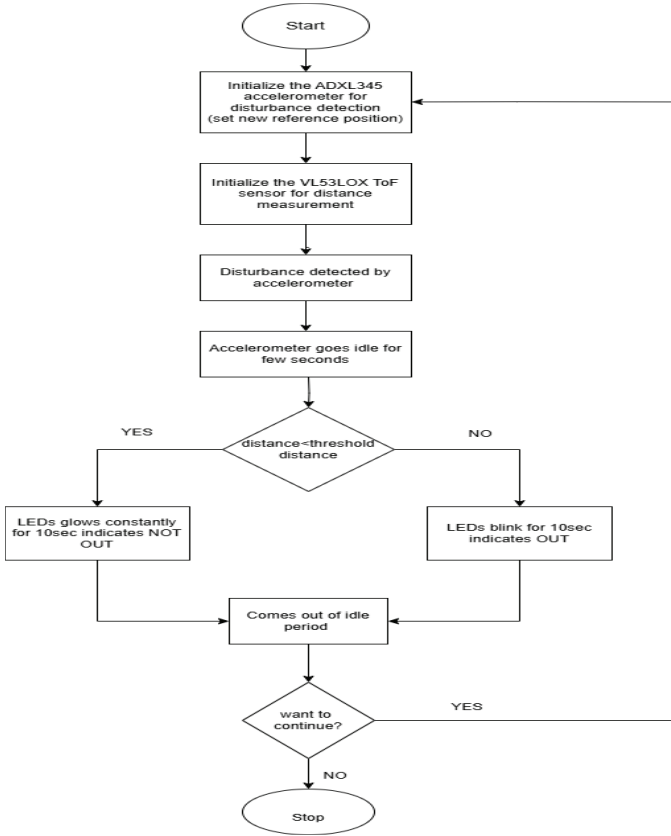 Start
Initialize the ADXL345
accelerometer for
disturbance detection
(set new reference position)
Initialize the VL53LOX ToF
sensor for distance
measurement
Disturbance detected by
accelerometer
Accelerometer goes idle for
few seconds
distance<threshold
distance
YES
NO
LEDs glows constantly
for 10sec indicates NOT
OUT
LEDs blink for 10sec
indicates OUT
Comes out of idle
period
want to
continue?
YES
NO
Stop